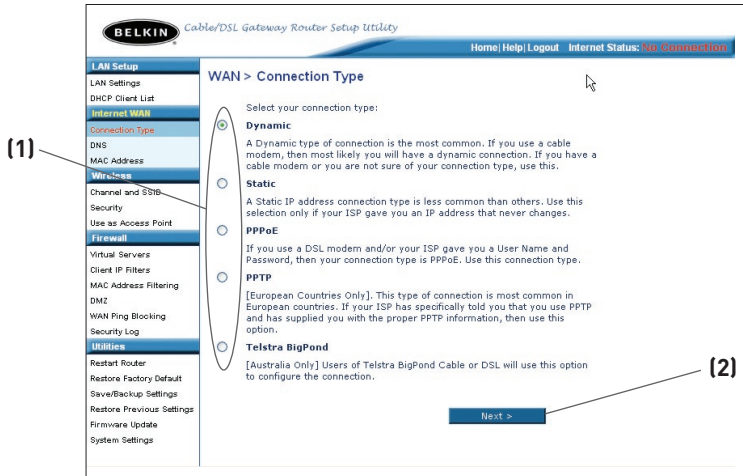 BELKIN
Cable/DSL Gateway Router Setup Utility
Home| Help| Logout Internet Status: No Connection
LAN Setup
LAN Settings
DHCP Client List
Internet WAN
Connection Type
DNS
MAC Address
Wireless
Channel and SSID
Security
Use as Access Point
Firewall
Virtual Servers
Client IP Filters
MAC Address Filtering
DMZ
WAN Ping Blocking
Security Log
Utilities
Restart Router
Restore Factory Default
Save/Backup Settings
Restore Previous Settings
Firmware Update
System Settings
(1)
WAN > Connection Type
Select your connection type:
Dynamic
A Dynamic type of connection is the most common. If you use a cable
modem, then most likely you will have a dynamic connection. If you have a
cable modem or you are not sure of your connection type, use this.
Static
A Static IP address connection type is less common than others. Use this
selection only if your ISP gave you an IP address that never changes.
PPPoE
If you use a DSL modem and/or your ISP gave you a User Name and
Password, then your connection type is PPPoE. Use this connection type.
PPTP
[European Countries Only]. This type of connection is most common in
European countries. If your ISP has specifically told you that you use PPTP
and has supplied you with the proper PPTP information, then use this
option.
Telstra BigPond
[Australia Only] Users of Telstra BigPond Cable or DSL will use this option
to configure the connection.
Next >
(2)